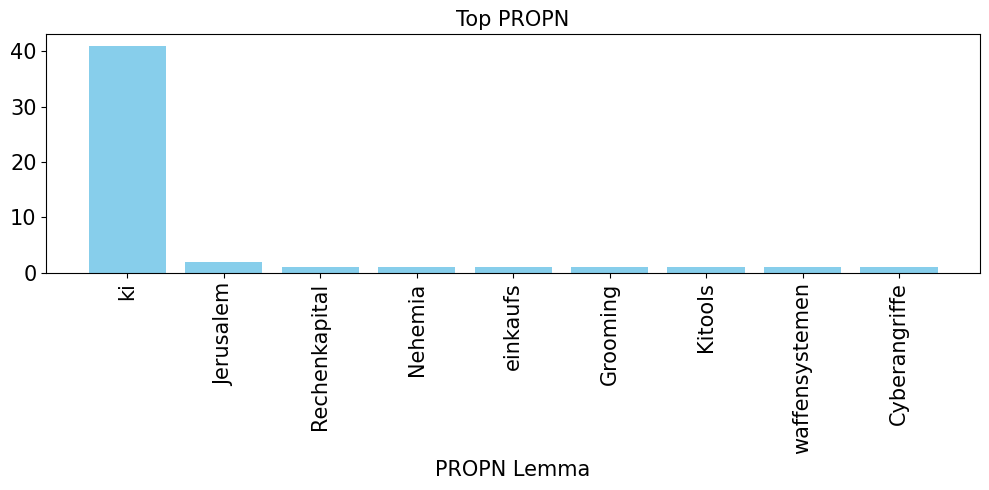 Top PROPN
40
30
20
10
0
ki
Jerusalem
Rechenkapital
Nehemia
einkaufs
Grooming
Kitools
waffensystemen
Cyberangriffe
PROPN Lemma